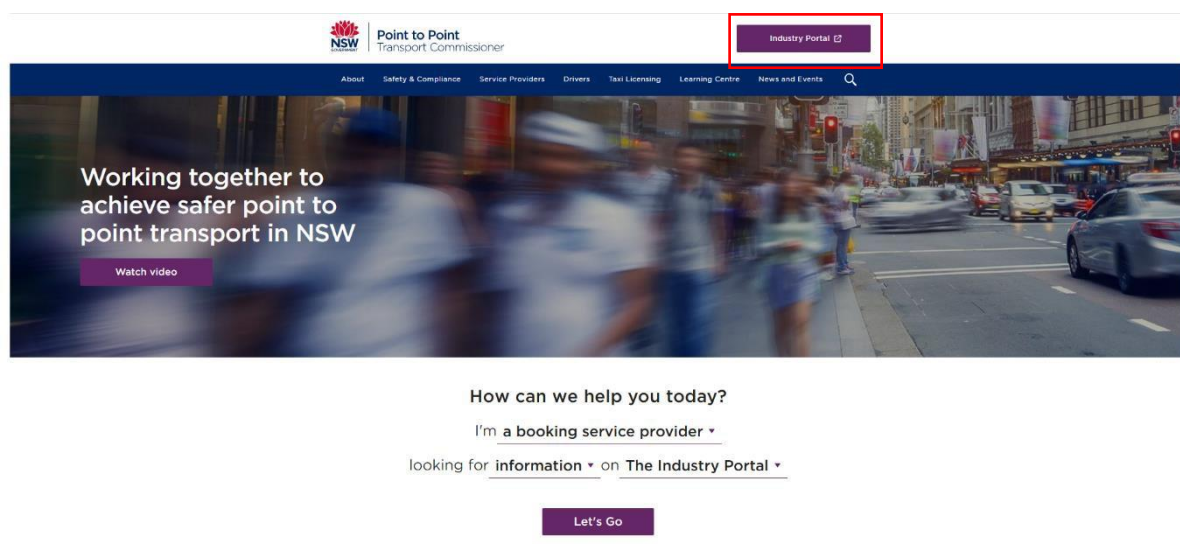 NSW
GOVERNMENT
Point to Point
Transport Commissioner
Industry Portal
About Safety & Compliance Service Providers Drivers Taxi Licensing Learning Centre News and Events
Working together to
achieve safer point to
point transport in NSW
Watch video
How can we help you today?
I'm a booking service provider
looking for information on The Industry Portal
Let's Go